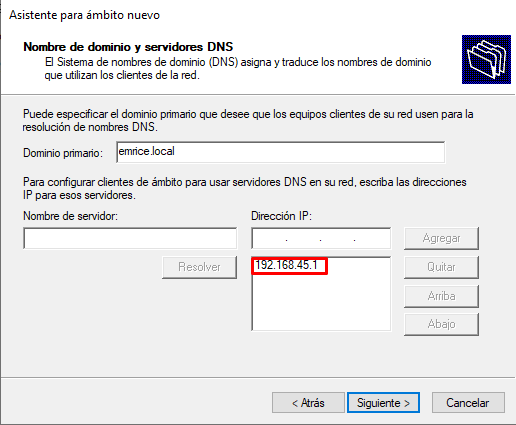 Asistente para ámbito nuevo
Nombre de dominio y servidores DNS
El Sistema de nombres de dominio (DNS) asigna y traduce los nombres de dominio
que utilizan los clientes de la red.
Puede especificar el dominio primario que desee que los equipos clientes de su red usen para la
resolución de nombres DNS.
Dominio primario: emrice.local
Para configurar clientes de ámbito para usar servidores DNS en su red, escriba las direcciones
IP para esos servidores.
Nombre de servidor: Dirección IP:
. . . Agregar
Resolver 192.168.45.1 Quitar
Arriba
Abajo
< Atrás Siguiente > Cancelar